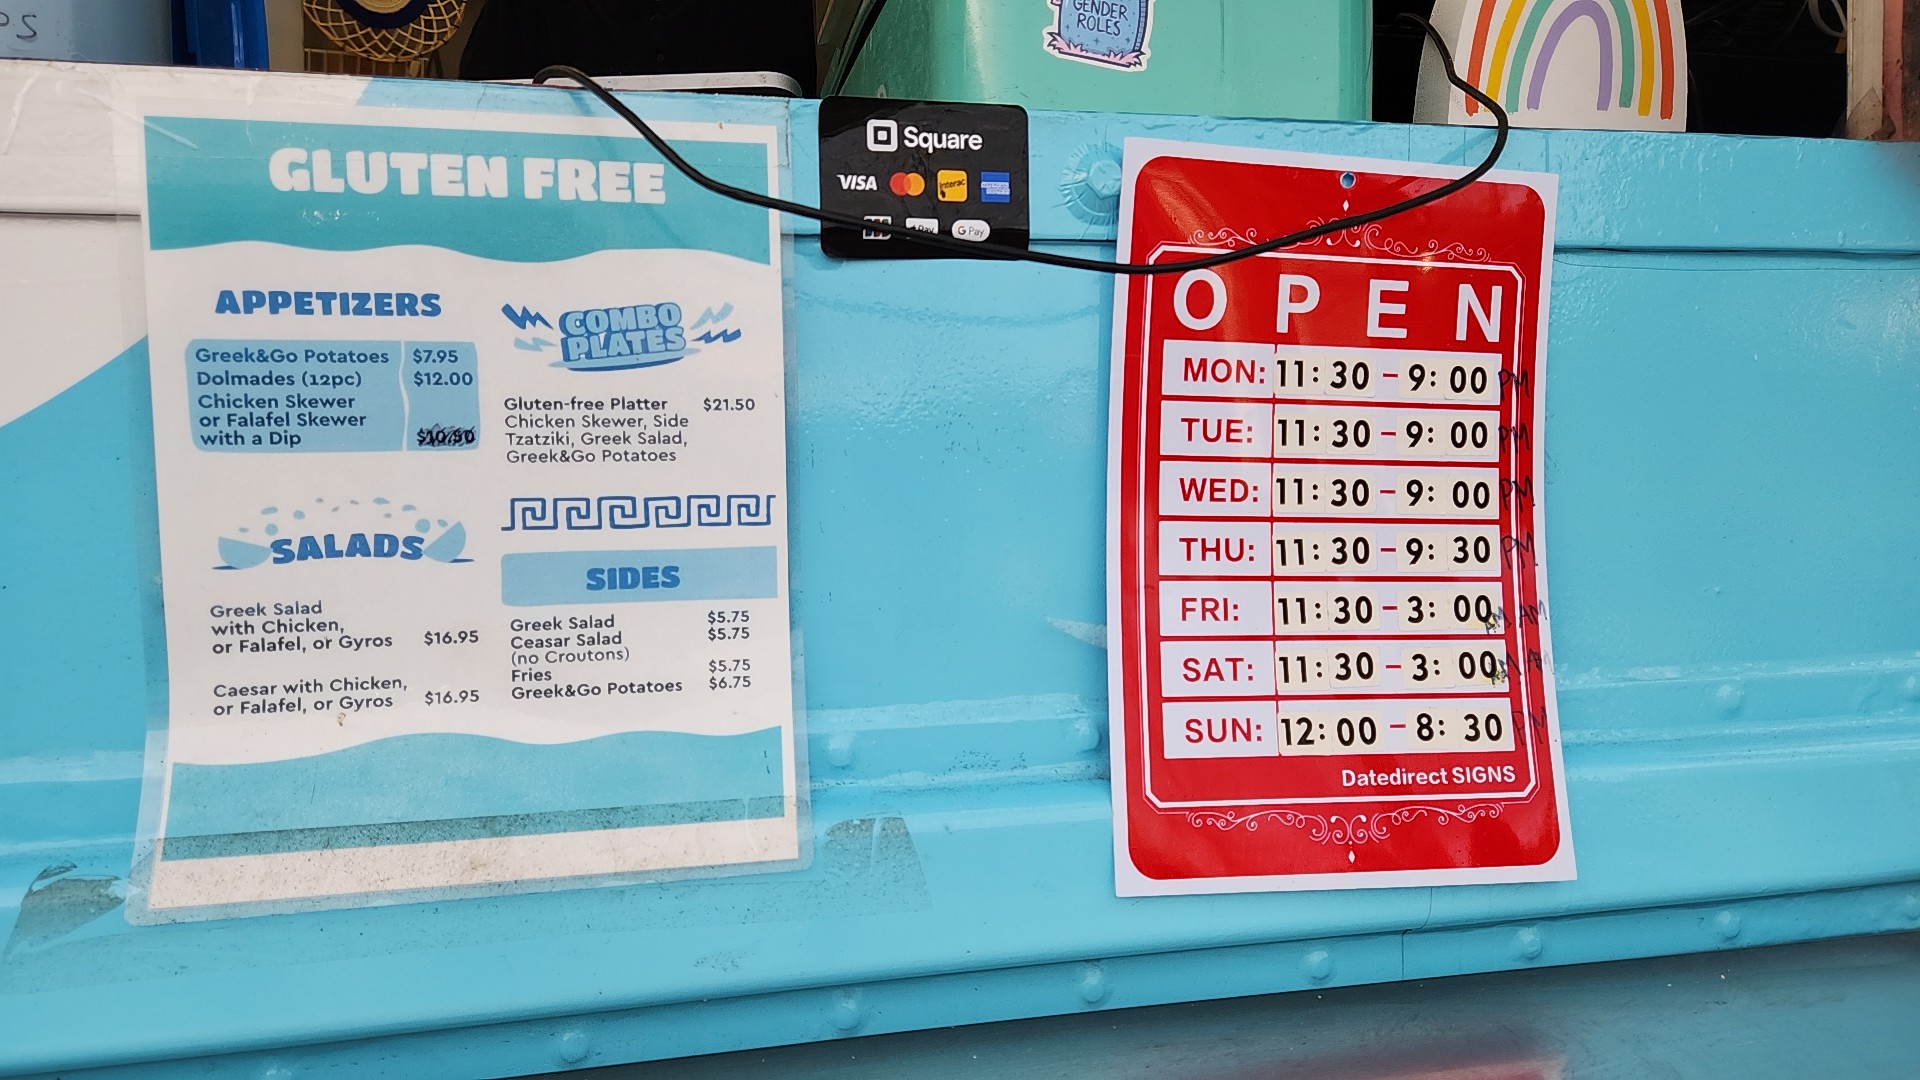 PS
GENDER
ROLES
GLUTEN FREE
APPETIZERS
Greek&Go Potatoes $7.95
Dolmades (12pc) $12.00
Chicken Skewer
or Falafel Skewer
with a Dip $10.50
SALADS
Greek Salad
with Chicken,
or Falafel, or Gyros $16.95
Caesar with Chicken,
or Falafel, or Gyros $16.95
COMBO
PLATES
Gluten-free Platter $21.50
Chicken Skewer, Side
Tzatziki, Greek Salad,
Greek&Go Potatoes
SIDES
Greek Salad $5.75
Ceasar Salad $5.75
(no Croutons)
Fries $5.75
Greek&Go Potatoes $6.75
Square
VISA Interac
Pay G Pay
OPEN
MON: 11:30 - 9:00 PM
TUE: 11:30 - 9:00 PM
WED: 11:30 - 9:00 PM
THU: 11:30 - 9:30 PM
FRI: 11:30 - 3:00 AM AM
SAT: 11:30 - 3:00 AM AM
SUN: 12:00 - 8:30 PM
Datedirect SIGNS